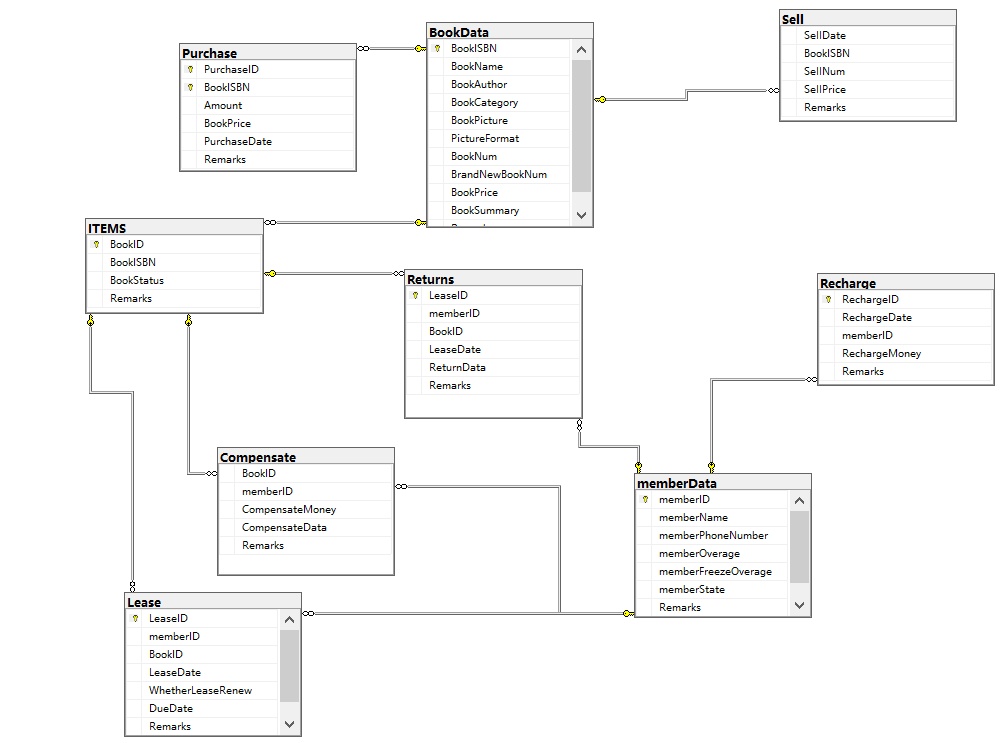 Purchase
PurchaseID
BookISBN
Amount
BookPrice
PurchaseDate
Remarks
BookData
BookISBN
BookName
BookAuthor
BookCategory
BookPicture
PictureFormat
BookNum
BrandNewBookNum
BookPrice
BookSummary
Sell
SellDate
BookISBN
SellNum
SellPrice
Remarks
ITEMS
BookID
BookISBN
BookStatus
Remarks
Returns
LeaseID
memberID
BookID
LeaseDate
ReturnData
Remarks
Recharge
RechargeID
RechargeDate
memberID
RechargeMoney
Remarks
Compensate
BookID
memberID
CompensateMoney
CompensateData
Remarks
memberData
memberID
memberName
memberPhoneNumber
memberOverage
memberFreezeOverage
memberState
Remarks
Lease
LeaseID
memberID
BookID
LeaseDate
WhetherLeaseRenew
DueDate
Remarks